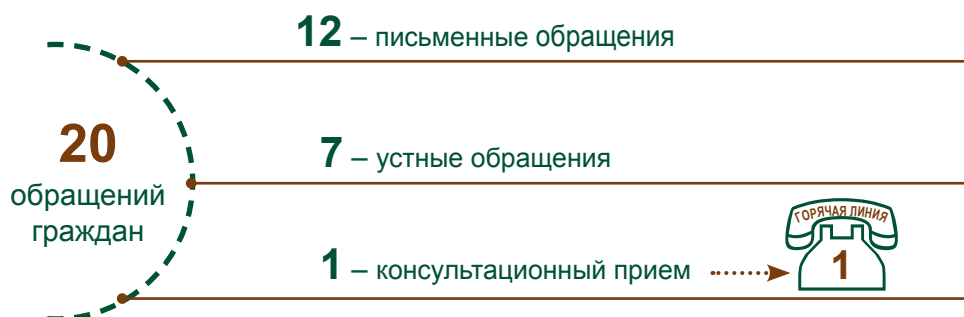 12 – письменные обращения
20
обращений
граждан
7 – устные обращения
1 – консультационный прием
ГОРЯЧАЯ ЛИНИЯ
1